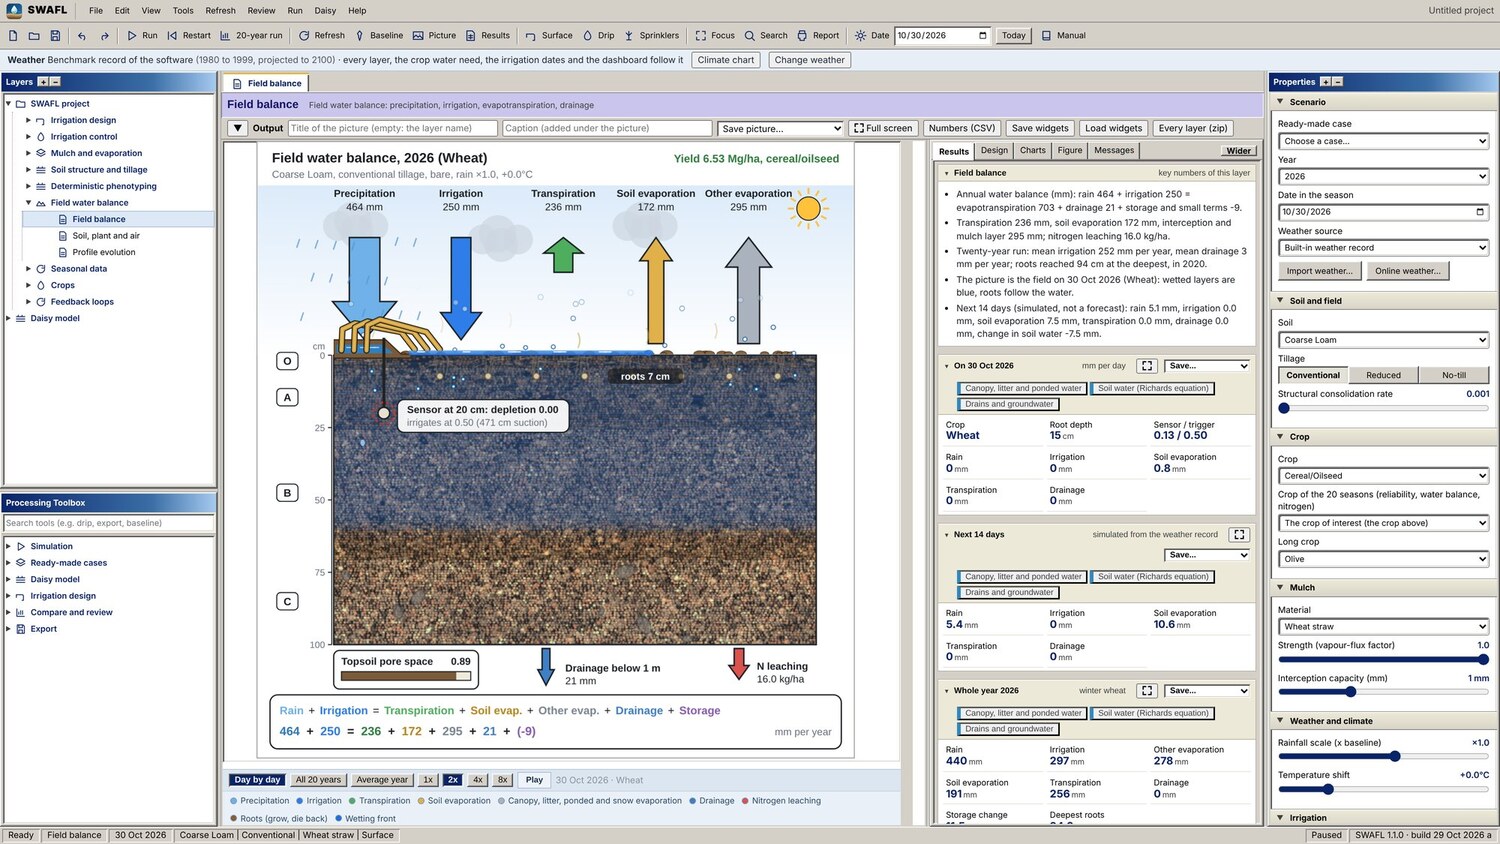 SWAFL
File Edit View Tools Refresh Review Run Daisy Help
Untitled project
Run Restart 20-year run Refresh Baseline Picture Results Surface Drip Sprinklers Focus Search Report Date 10/30/2026 Today Manual
Weather Benchmark record of the software (1980 to 1999, projected to 2100) · every layer, the crop water need, the irrigation dates and the dashboard follow it Climate chart Change weather
Layers + −
SWAFL project
Irrigation design
Irrigation control
Mulch and evaporation
Soil structure and tillage
Deterministic phenotyping
Field water balance
Field balance
Soil, plant and air
Profile evolution
Seasonal data
Crops
Feedback loops
Daisy model
Processing Toolbox
Search tools (e.g. drip, export, baseline)
Simulation
Ready-made cases
Daisy model
Irrigation design
Compare and review
Export
Field balance
Field balance Field water balance: precipitation, irrigation, evapotranspiration, drainage
Output Title of the picture (empty: the layer name) Caption (added under the picture) Save picture... Full screen Numbers (CSV) Save widgets Load widgets Every layer (zip)
Field water balance, 2026 (Wheat)
Yield 6.53 Mg/ha, cereal/oilseed
Coarse Loam, conventional tillage, bare, rain ×1.0, +0.0°C
Precipitation Irrigation Transpiration Soil evaporation Other evaporation
464 mm 250 mm 236 mm 172 mm 295 mm
cm
0
O
roots 7 cm
A
Sensor at 20 cm: depletion 0.00
irrigates at 0.50 (471 cm suction)
25
B
50
75
C
100
Topsoil pore space 0.89
Drainage below 1 m
21 mm
N leaching
16.0 kg/ha
Rain + Irrigation = Transpiration + Soil evap. + Other evap. + Drainage + Storage
464 + 250 = 236 + 172 + 295 + 21 + (-9)
mm per year
Day by day All 20 years Average year 1x 2x 4x 8x Play 30 Oct 2026 · Wheat
Precipitation Irrigation Transpiration Soil evaporation Canopy, litter, ponded and snow evaporation Drainage Nitrogen leaching
Roots (grow, die back) Wetting front
Results Design Charts Figure Messages Wider
Field balance key numbers of this layer
• Annual water balance (mm): rain 464 + irrigation 250 =
evapotranspiration 703 + drainage 21 + storage and small terms -9.
• Transpiration 236 mm, soil evaporation 172 mm, interception and
mulch layer 295 mm; nitrogen leaching 16.0 kg/ha.
• Twenty-year run: mean irrigation 252 mm per year, mean drainage 3
mm per year; roots reached 94 cm at the deepest, in 2020.
• The picture is the field on 30 Oct 2026 (Wheat): wetted layers are
blue, roots follow the water.
• Next 14 days (simulated, not a forecast): rain 5.1 mm, irrigation 0.0
mm, soil evaporation 7.5 mm, transpiration 0.0 mm, drainage 0.0
mm, change in soil water -7.5 mm.
On 30 Oct 2026 mm per day Save...
Canopy, litter and ponded water Soil water (Richards equation)
Drains and groundwater
Crop Root depth Sensor / trigger
Wheat 15 cm 0.13 / 0.50
Rain Irrigation Soil evaporation
0 mm 0 mm 0.8 mm
Transpiration Drainage
0 mm 0 mm
Next 14 days simulated from the weather record
Save...
Canopy, litter and ponded water Soil water (Richards equation)
Drains and groundwater
Rain Irrigation Soil evaporation
5.4 mm 0 mm 10.6 mm
Transpiration Drainage
0 mm 0 mm
Whole year 2026 winter wheat Save...
Canopy, litter and ponded water Soil water (Richards equation)
Drains and groundwater
Rain Irrigation Other evaporation
440 mm 297 mm 278 mm
Soil evaporation Transpiration Drainage
191 mm 256 mm 0 mm
Storage change Deepest roots
Properties + −
Scenario
Ready-made case
Choose a case...
Year
2026
Date in the season
10/30/2026
Weather source
Built-in weather record
Import weather... Online weather...
Soil and field
Soil
Coarse Loam
Tillage
Conventional Reduced No-till
Structural consolidation rate 0.001
Crop
Crop
Cereal/Oilseed
Crop of the 20 seasons (reliability, water balance,
nitrogen)
The crop of interest (the crop above)
Long crop
Olive
Mulch
Material
Wheat straw
Strength (vapour-flux factor) 1.0
Interception capacity (mm) 1 mm
Weather and climate
Rainfall scale (x baseline) ×1.0
Temperature shift +0.0°C
Irrigation
Ready Field balance 30 Oct 2026 Coarse Loam | Conventional | Wheat straw | Surface
Paused SWAFL 1.1.0 · build 29 Oct 2026 a